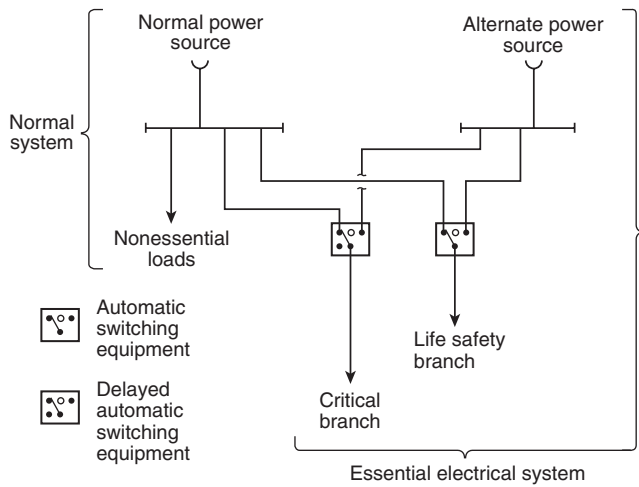 Normal power
source
Alternate power
source
Normal
system
Nonessential
loads
Automatic
switching
equipment
Life safety
branch
Delayed
automatic
switching
equipment
Critical
branch
Essential electrical system